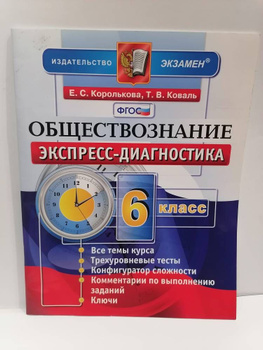 ИЗДАТЕЛЬСТВО ЭКЗАМЕН®
Е. С. Королькова, Т. В. Коваль
ФГОС
ОБЩЕСТВОЗНАНИЕ
ЭКСПРЕСС-ДИАГНОСТИКА
6 класс
• Все темы курса
• Трехуровневые тесты
• Конфигуратор сложности
• Комментарии по выполнению
заданий
• Ключи